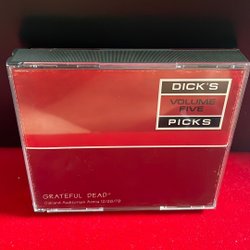 DICK'S
VOLUME FIVE
PICKS
GRATEFUL DEAD
Oakland Auditorium Arena 12/26/79